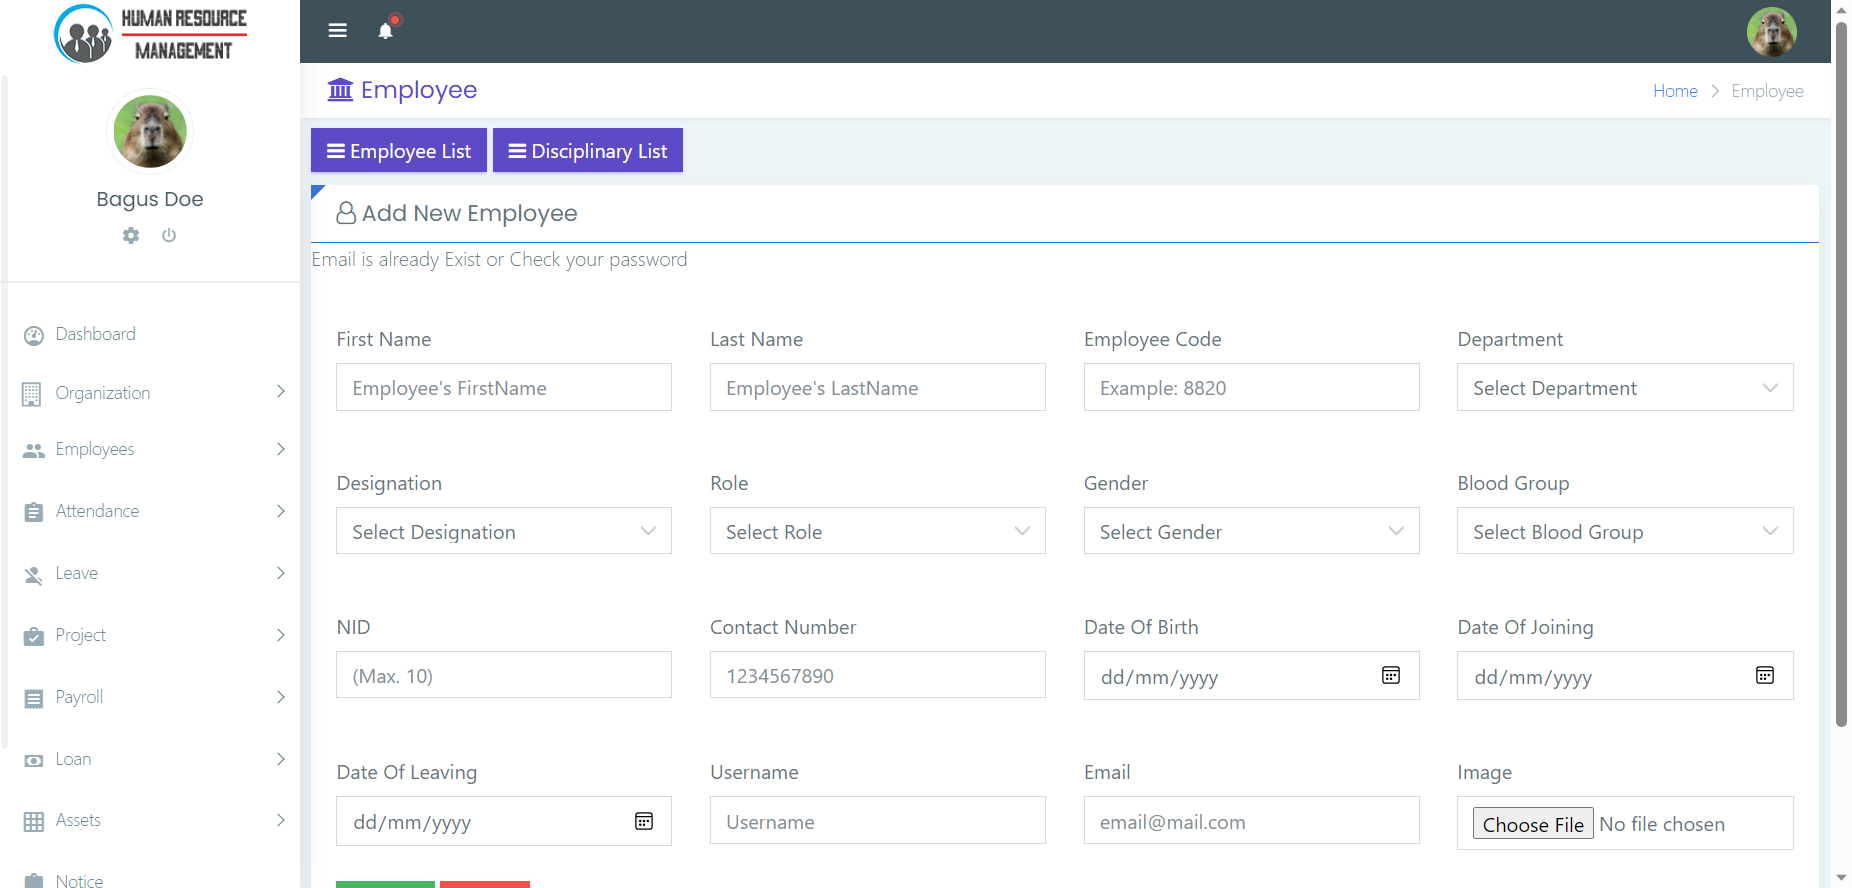 HUMAN RESOURCE
MANAGEMENT
Bagus Doe
Dashboard
Organization
Employees
Attendance
Leave
Project
Payroll
Loan
Assets
Notice
Employee
Home > Employee
Employee List
Disciplinary List
Add New Employee
Email is already Exist or Check your password
First Name
Last Name
Employee Code
Department
Employee's FirstName
Employee's LastName
Example: 8820
Select Department
Designation
Role
Gender
Blood Group
Select Designation
Select Role
Select Gender
Select Blood Group
NID
Contact Number
Date Of Birth
Date Of Joining
(Max. 10)
1234567890
dd/mm/yyyy
dd/mm/yyyy
Date Of Leaving
Username
Email
Image
dd/mm/yyyy
Username
email@mail.com
Choose File No file chosen